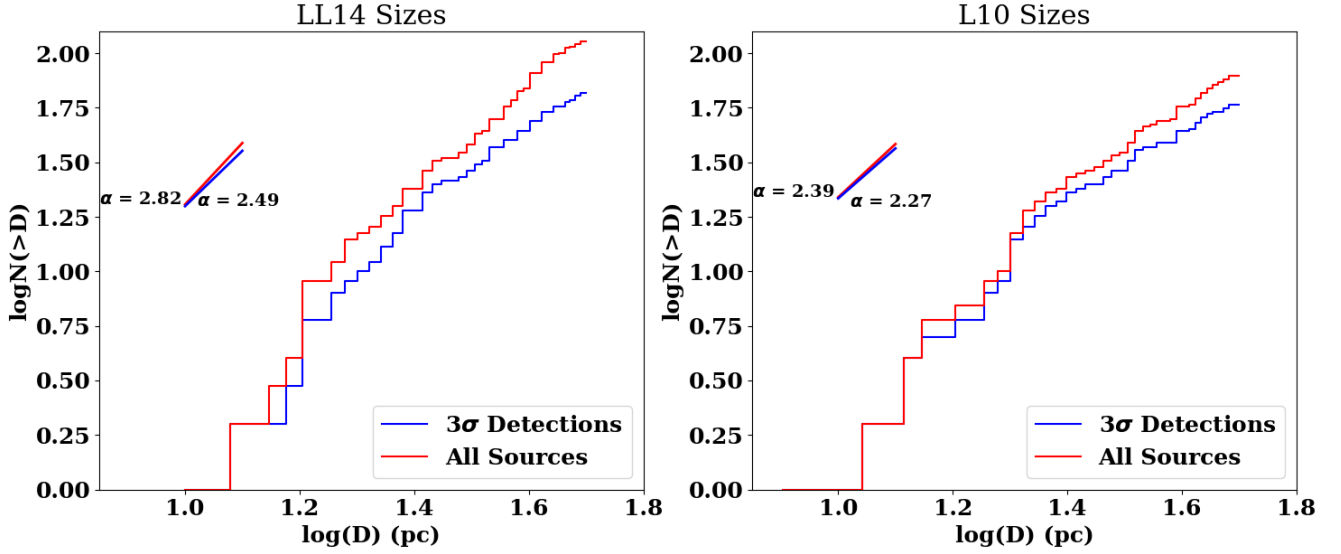 LL14 Sizes
logN(>D)
2.00
1.75
1.50
1.25
1.00
0.75
0.50
0.25
0.00
α = 2.82
α = 2.49
3σ Detections
All Sources
1.0
1.2
1.4
1.6
1.8
log(D) (pc)
L10 Sizes
logN(>D)
2.00
1.75
1.50
1.25
1.00
0.75
0.50
0.25
0.00
α = 2.39
α = 2.27
3σ Detections
All Sources
1.0
1.2
1.4
1.6
1.8
log(D) (pc)